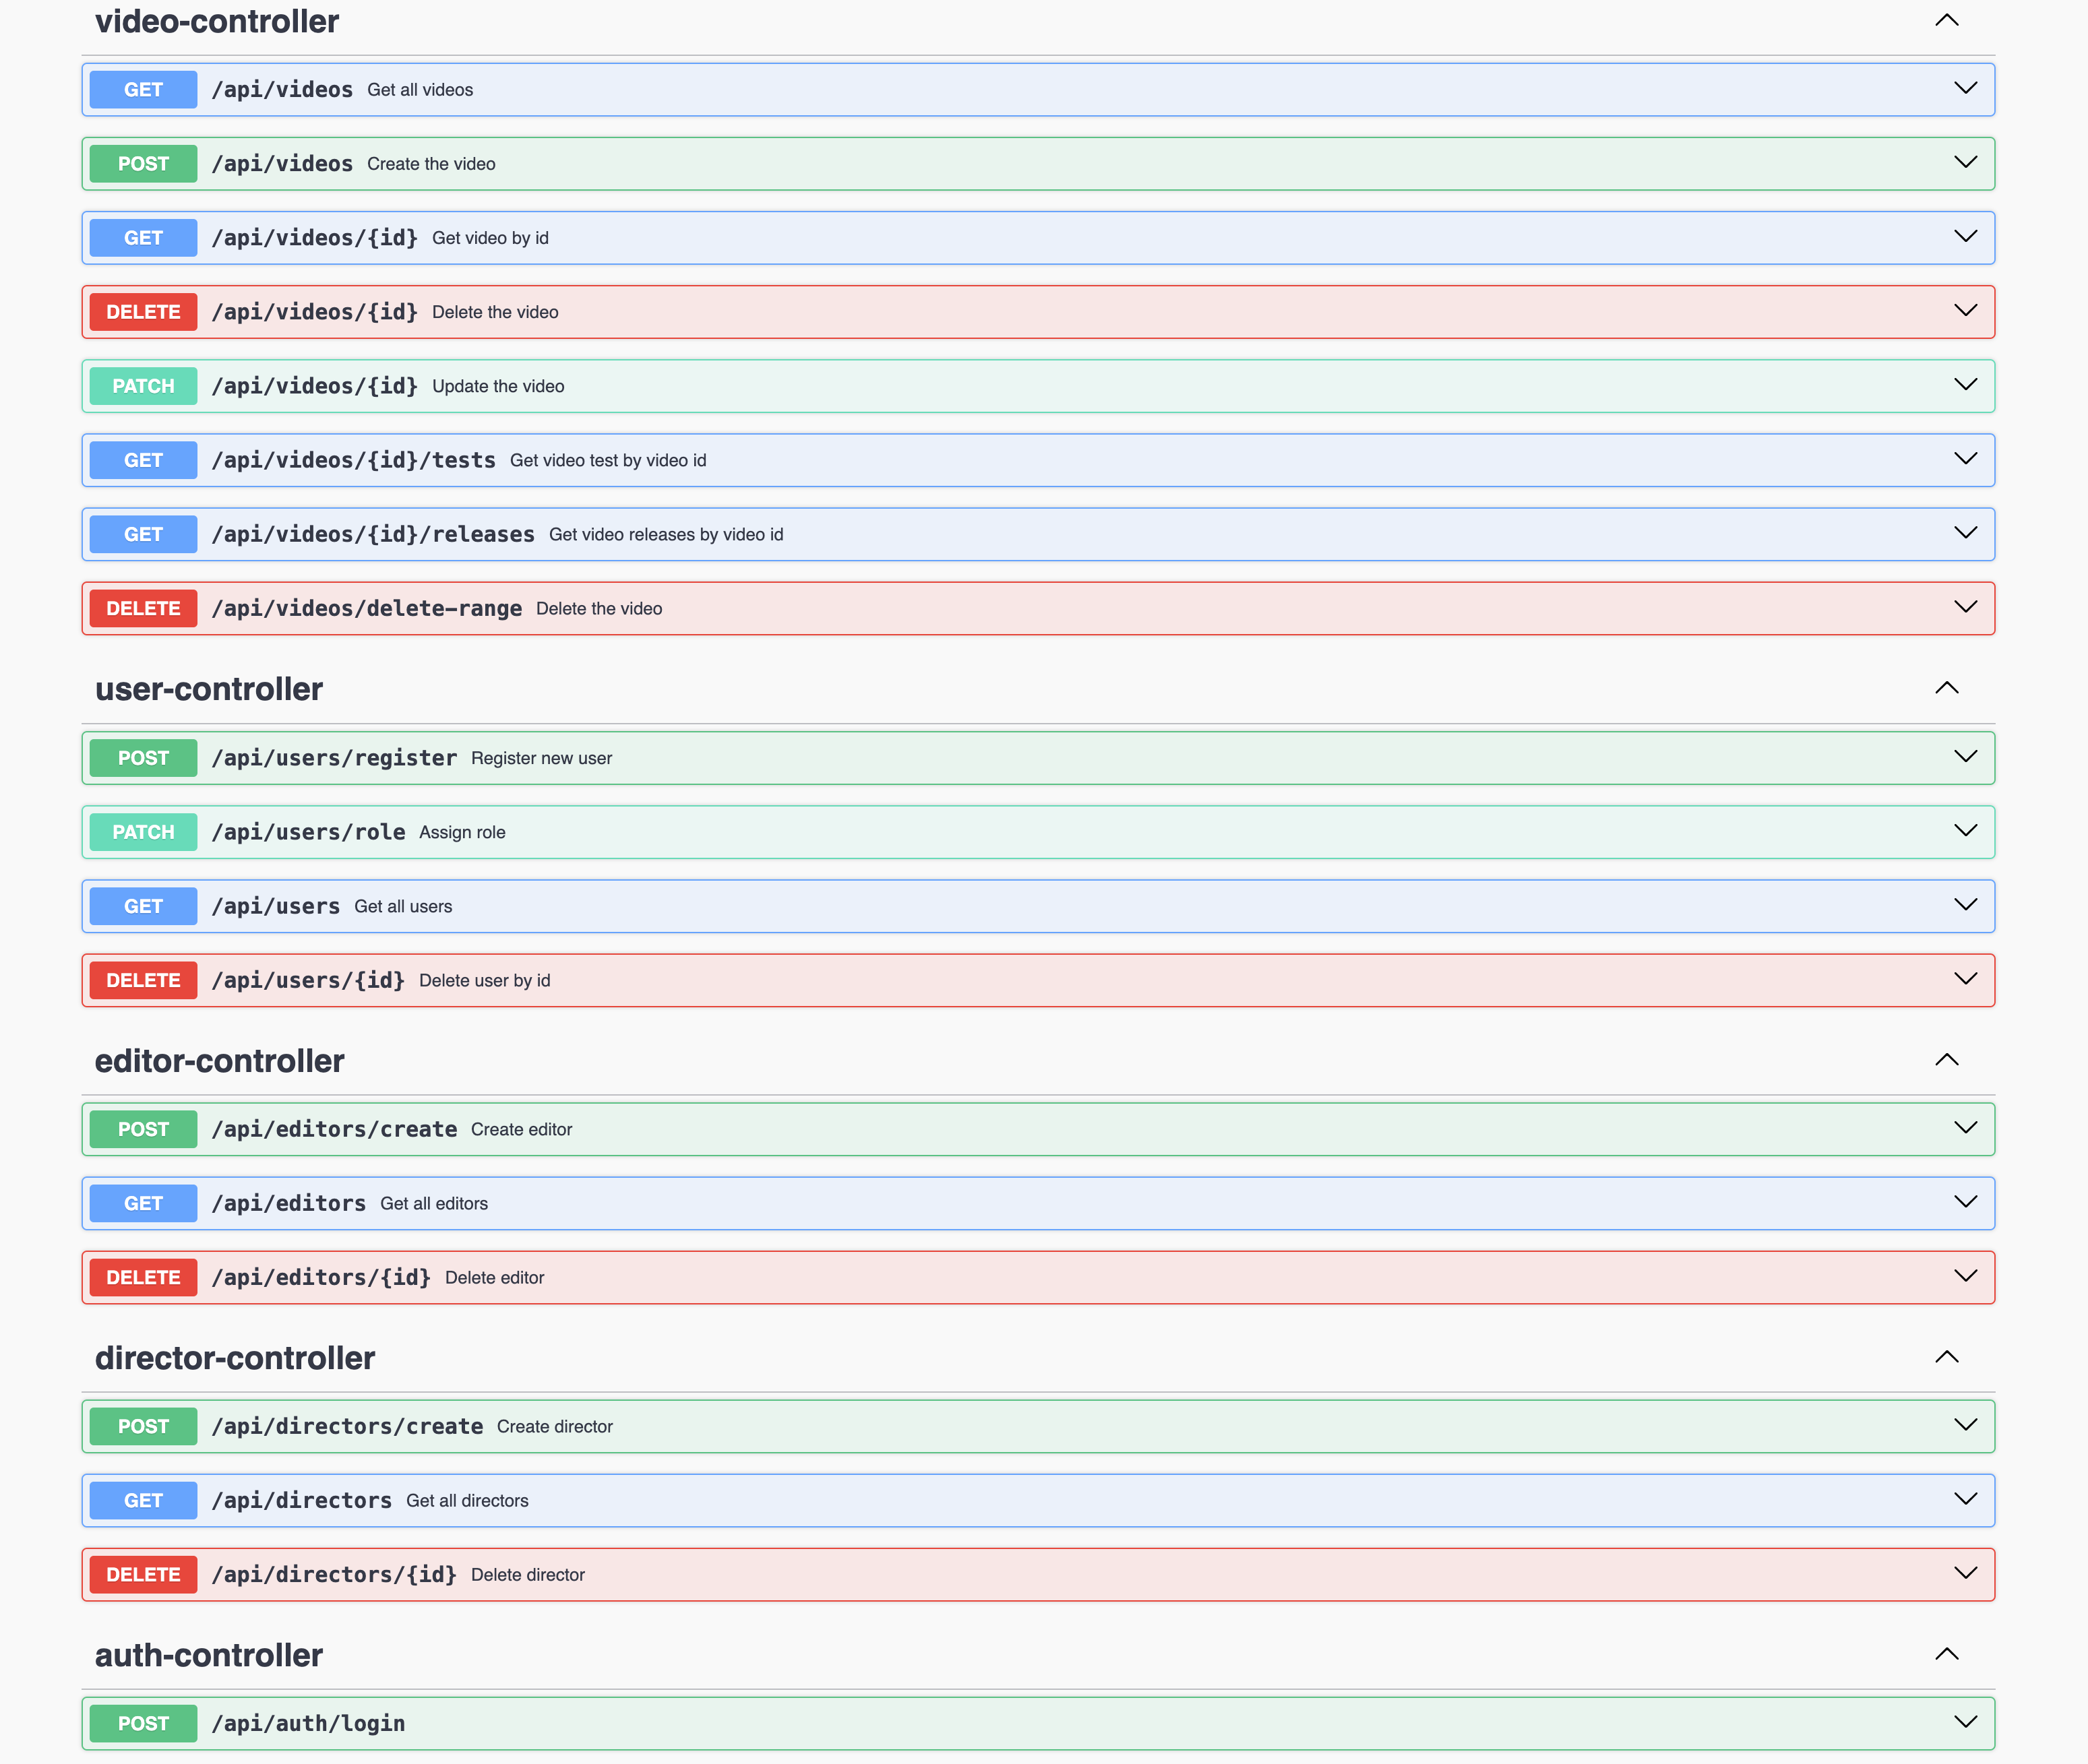 video-controller
GET /api/videos Get all videos
POST /api/videos Create the video
GET /api/videos/{id} Get video by id
DELETE /api/videos/{id} Delete the video
PATCH /api/videos/{id} Update the video
GET /api/videos/{id}/tests Get video test by video id
GET /api/videos/{id}/releases Get video releases by video id
DELETE /api/videos/delete-range Delete the video
user-controller
POST /api/users/register Register new user
PATCH /api/users/role Assign role
GET /api/users Get all users
DELETE /api/users/{id} Delete user by id
editor-controller
POST /api/editors/create Create editor
GET /api/editors Get all editors
DELETE /api/editors/{id} Delete editor
director-controller
POST /api/directors/create Create director
GET /api/directors Get all directors
DELETE /api/directors/{id} Delete director
auth-controller
POST /api/auth/login